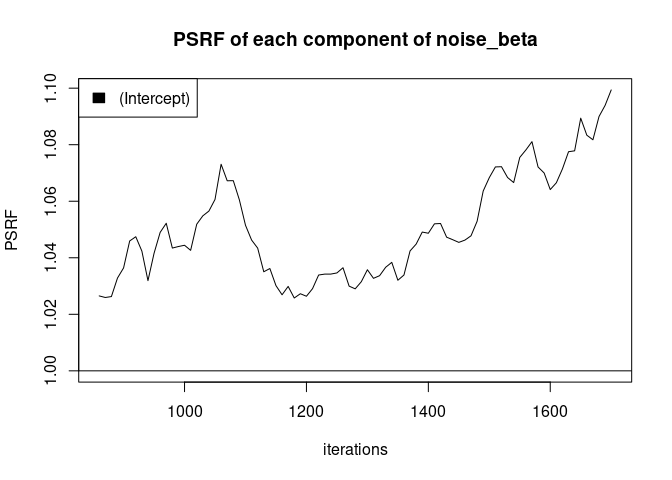 PSRF of each component of noise_beta
(Intercept)
PSRF
1.10
1.08
1.06
1.04
1.02
1.00
1000 1200 1400 1600
iterations